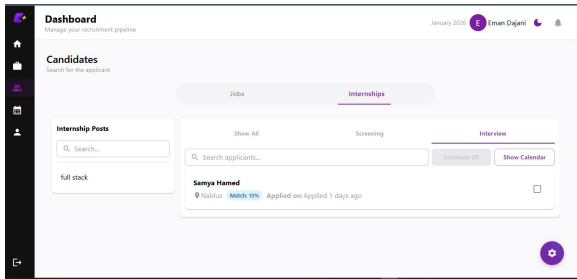 Dashboard
Manage your recruitment pipeline
January 2026 E Eman Dajani
Candidates
Search for the applicant
Jobs Internships
Internship Posts
Search...
full stack
Show All Screening Interview
Search applicants...
Schedule (0) Show Calendar
Samya Hamed
Nablus Match: 13% Applied on: Applied 1 days ago